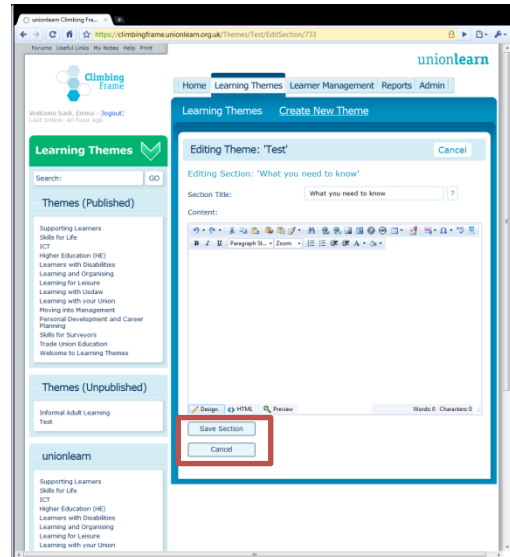 unionlearn Climbing Fra...
https://climbingframe.unionlearn.org.uk/Themes/Test/EditSection/733
Forums Useful Links My Notes Help Print
unionlearn
Climbing
Frame
Home Learning Themes Learner Management Reports Admin
Welcome back, Emma - [logout]
Last online: an hour ago
Learning Themes Create New Theme
Learning Themes
Search: GO
Themes (Published)
Supporting Learners
Skills for Life
ICT
Higher Education (HE)
Learners with Disabilities
Learning and Organising
Learning for Leisure
Learning with Usdaw
Learning with your Union
Moving into Management
Personal Development and Career
Planning
Skills for Surveyors
Trade Union Education
Welcome to Learning Themes
Themes (Unpublished)
Informal Adult Learning
Test
unionlearn
Supporting Learners
Skills for Life
ICT
Higher Education (HE)
Learners with Disabilities
Learning and Organising
Learning for Leisure
Learning with your Union
Editing Theme: 'Test' Cancel
Editing Section: 'What you need to know'
Section Title: What you need to know ?
Content:
B I U Paragraph St... Zoom
Design HTML Preview Words: 0 Characters: 0
Save Section
Cancel